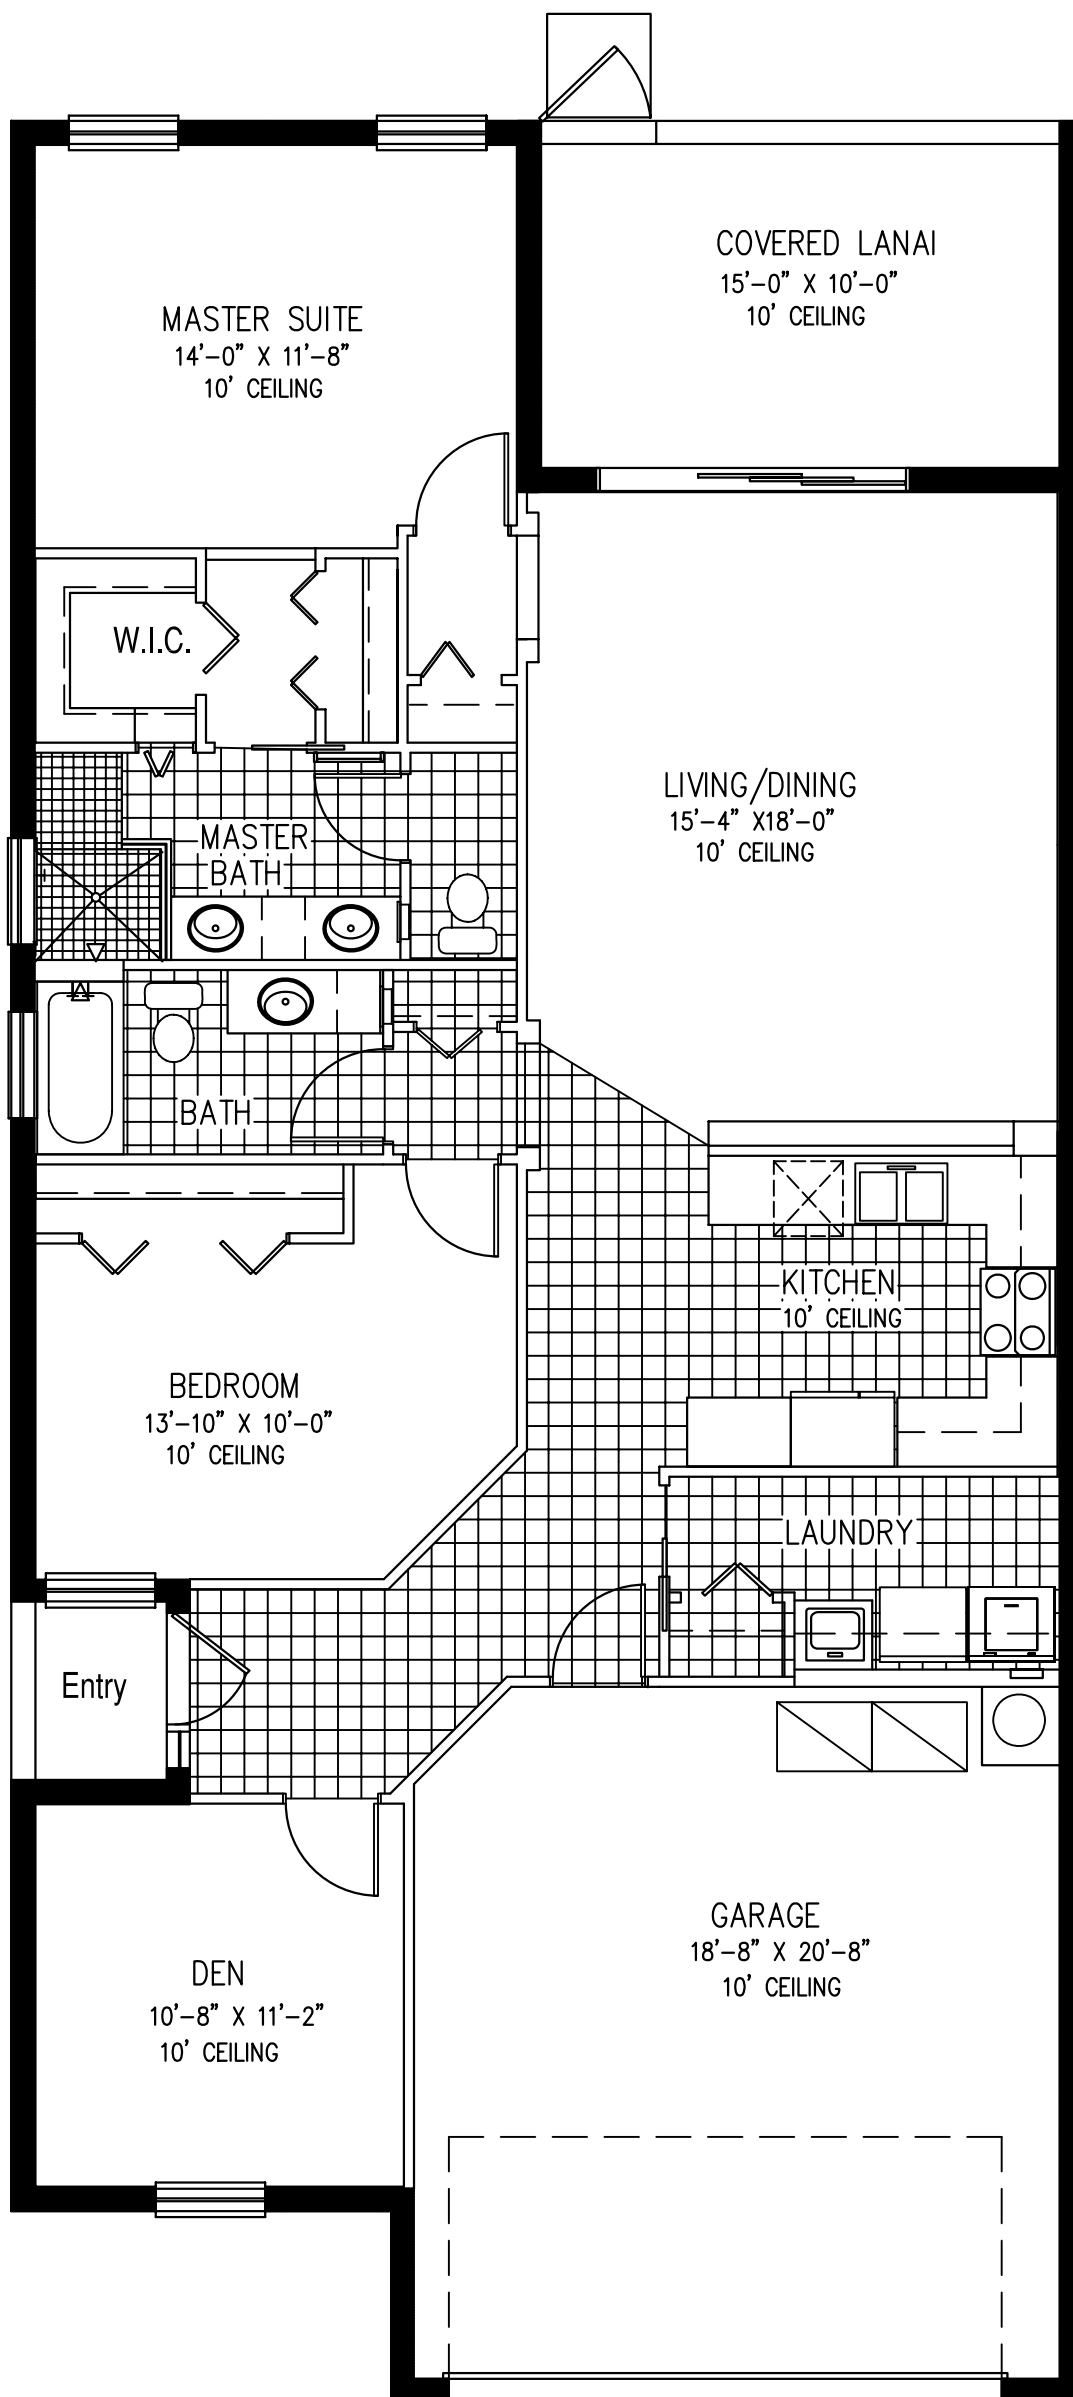 COVERED LANAI
15'-0" X 10'-0"
10' CEILING
MASTER SUITE
14'-0" X 11'-8"
10' CEILING
W.I.C.
LIVING/DINING
15'-4" X18'-0"
10' CEILING
MASTER
BATH
BATH
KITCHEN
10' CEILING
BEDROOM
13'-10" X 10'-0"
10' CEILING
LAUNDRY
Entry
GARAGE
18'-8" X 20'-8"
10' CEILING
DEN
10'-8" X 11'-2"
10' CEILING